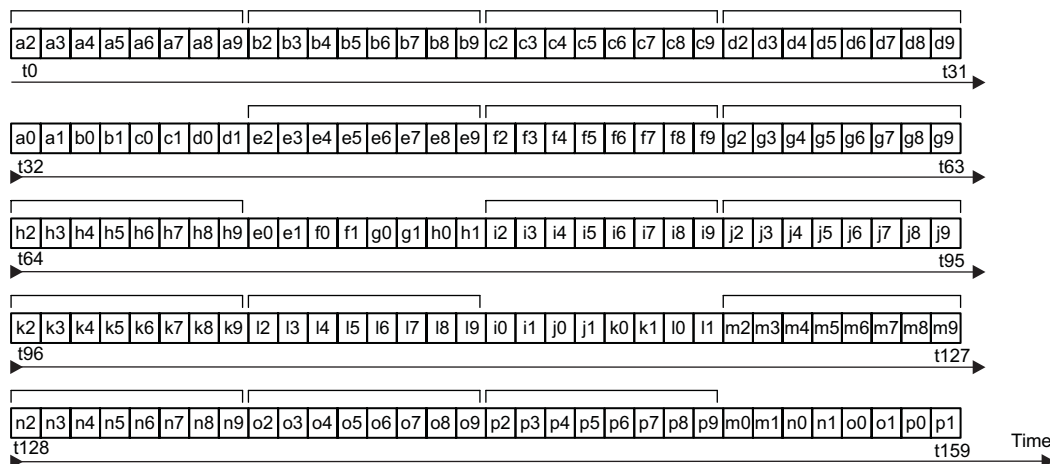 a2 a3 a4 a5 a6 a7 a8 a9 b2 b3 b4 b5 b6 b7 b8 b9 c2 c3 c4 c5 c6 c7 c8 c9 d2 d3 d4 d5 d6 d7 d8 d9
t0 t31
a0 a1 b0 b1 c0 c1 d0 d1 e2 e3 e4 e5 e6 e7 e8 e9 f2 f3 f4 f5 f6 f7 f8 f9 g2 g3 g4 g5 g6 g7 g8 g9
t32 t63
h2 h3 h4 h5 h6 h7 h8 h9 e0 e1 f0 f1 g0 g1 h0 h1 i2 i3 i4 i5 i6 i7 i8 i9 j2 j3 j4 j5 j6 j7 j8 j9
t64 t95
k2 k3 k4 k5 k6 k7 k8 k9 l2 l3 l4 l5 l6 l7 l8 l9 i0 i1 j0 j1 k0 k1 l0 l1 m2 m3 m4 m5 m6 m7 m8 m9
t96 t127
n2 n3 n4 n5 n6 n7 n8 n9 o2 o3 o4 o5 o6 o7 o8 o9 p2 p3 p4 p5 p6 p7 p8 p9 m0 m1 n0 n1 o0 o1 p0 p1
t128 t159 Time